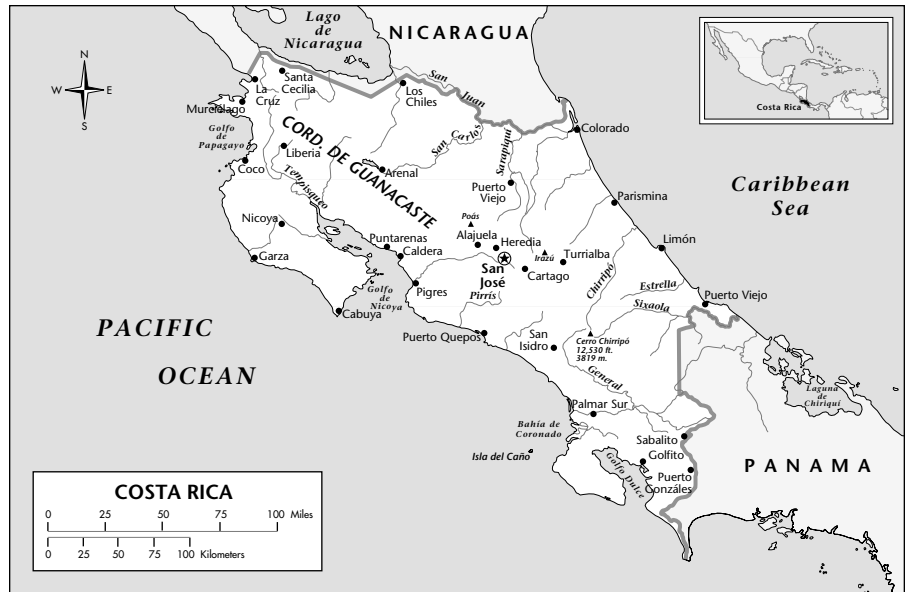 Lago
de
Nicaragua
NICARAGUA
Costa Rica
N
W E
S
San
Juan
La
Cruz
Santa
Cecilia
Los
Chiles
Murciélago
Golfo
de
Papagayo
CORD. DE GUANACASTE
San Carlos
Sarapiquí
Colorado
Liberia
Coco
Tempisqueo
Arenal
Puerto
Viejo
Parismina
Caribbean
Sea
Nicoya
Poás
Alajuela
Heredia
Irazú
Turrialba
Limón
Puntarenas
Caldera
Garza
San
José
Cartago
Chirripó
Estrella
Sixaola
Puerto Viejo
Golfo
de
Nicoya
Pigres
Pirrís
Cabuya
Puerto Quepos
San
Isidro
Cerro Chirripó
12,530 ft.
3819 m.
PACIFIC
OCEAN
General
Laguna
de
Chiriquí
Palmar Sur
Bahía de
Coronado
Sabalito
Golfito
Isla del Caño
Golfo Dulce
Puerto
Gonzáles
PANAMA
COSTA RICA
0 25 50 75 100 Miles
0 25 50 75 100 Kilometers